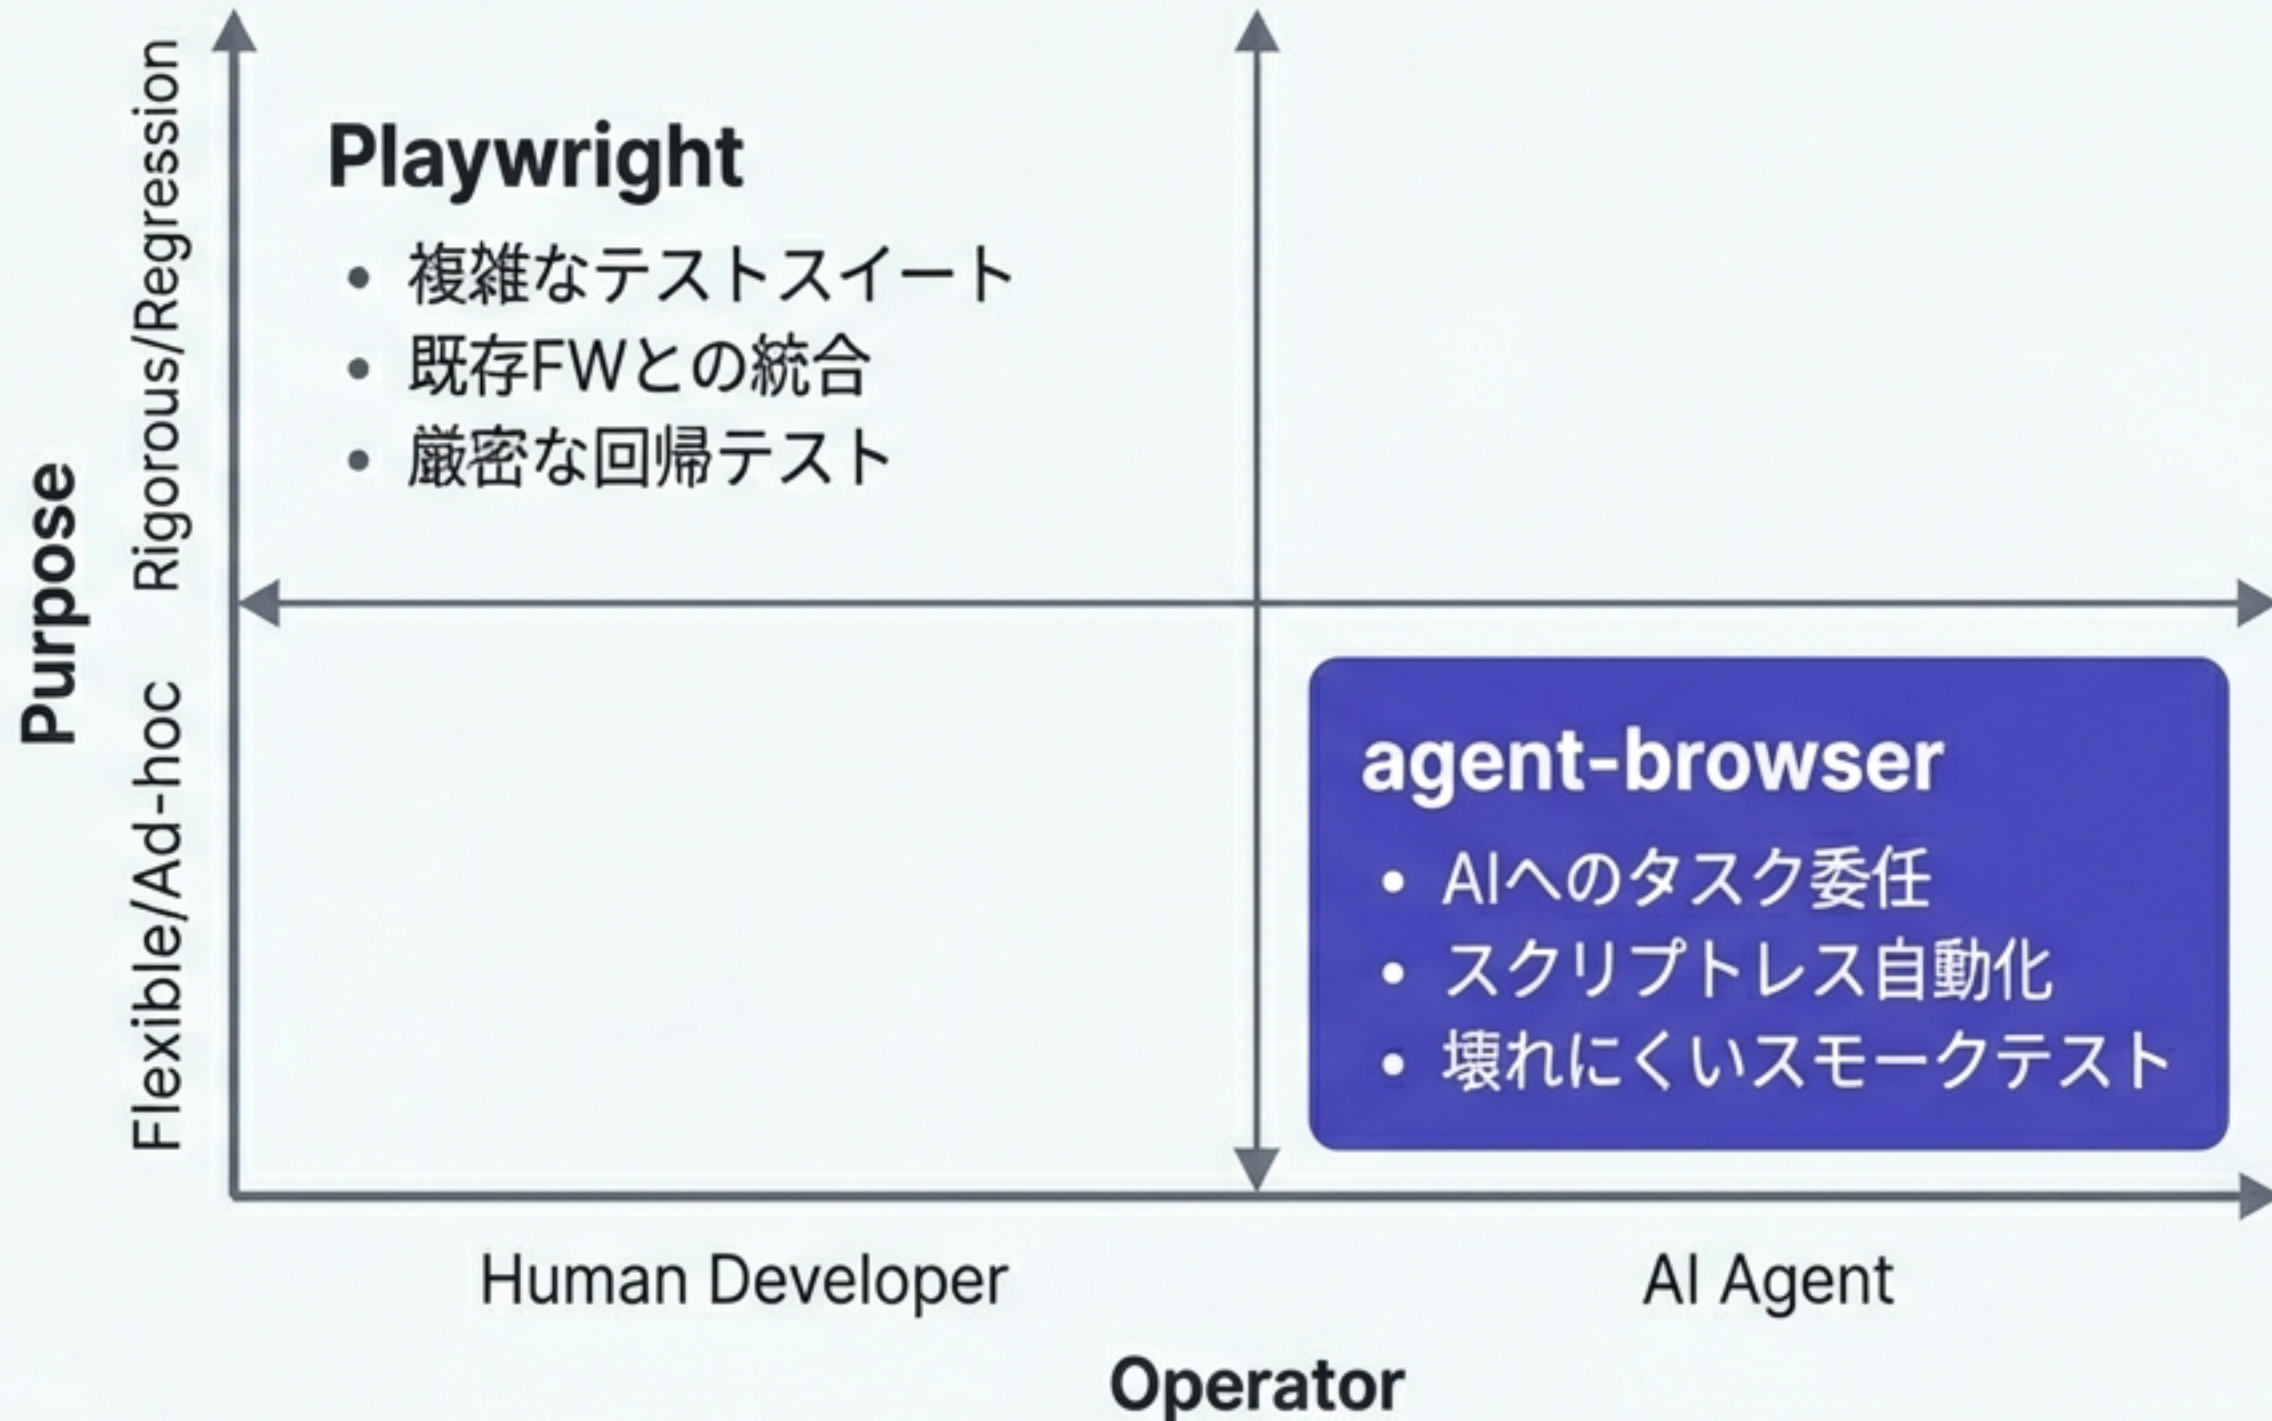 Purpose
Rigorous/Regression
Flexible/Ad-hoc
Playwright
• 複雑なテストスイート
• 既存FWとの統合
• 厳密な回帰テスト
agent-browser
• AIへのタスク委任
• スクリプトレス自動化
• 壊れにくいスモークテスト
Human Developer
AI Agent
Operator